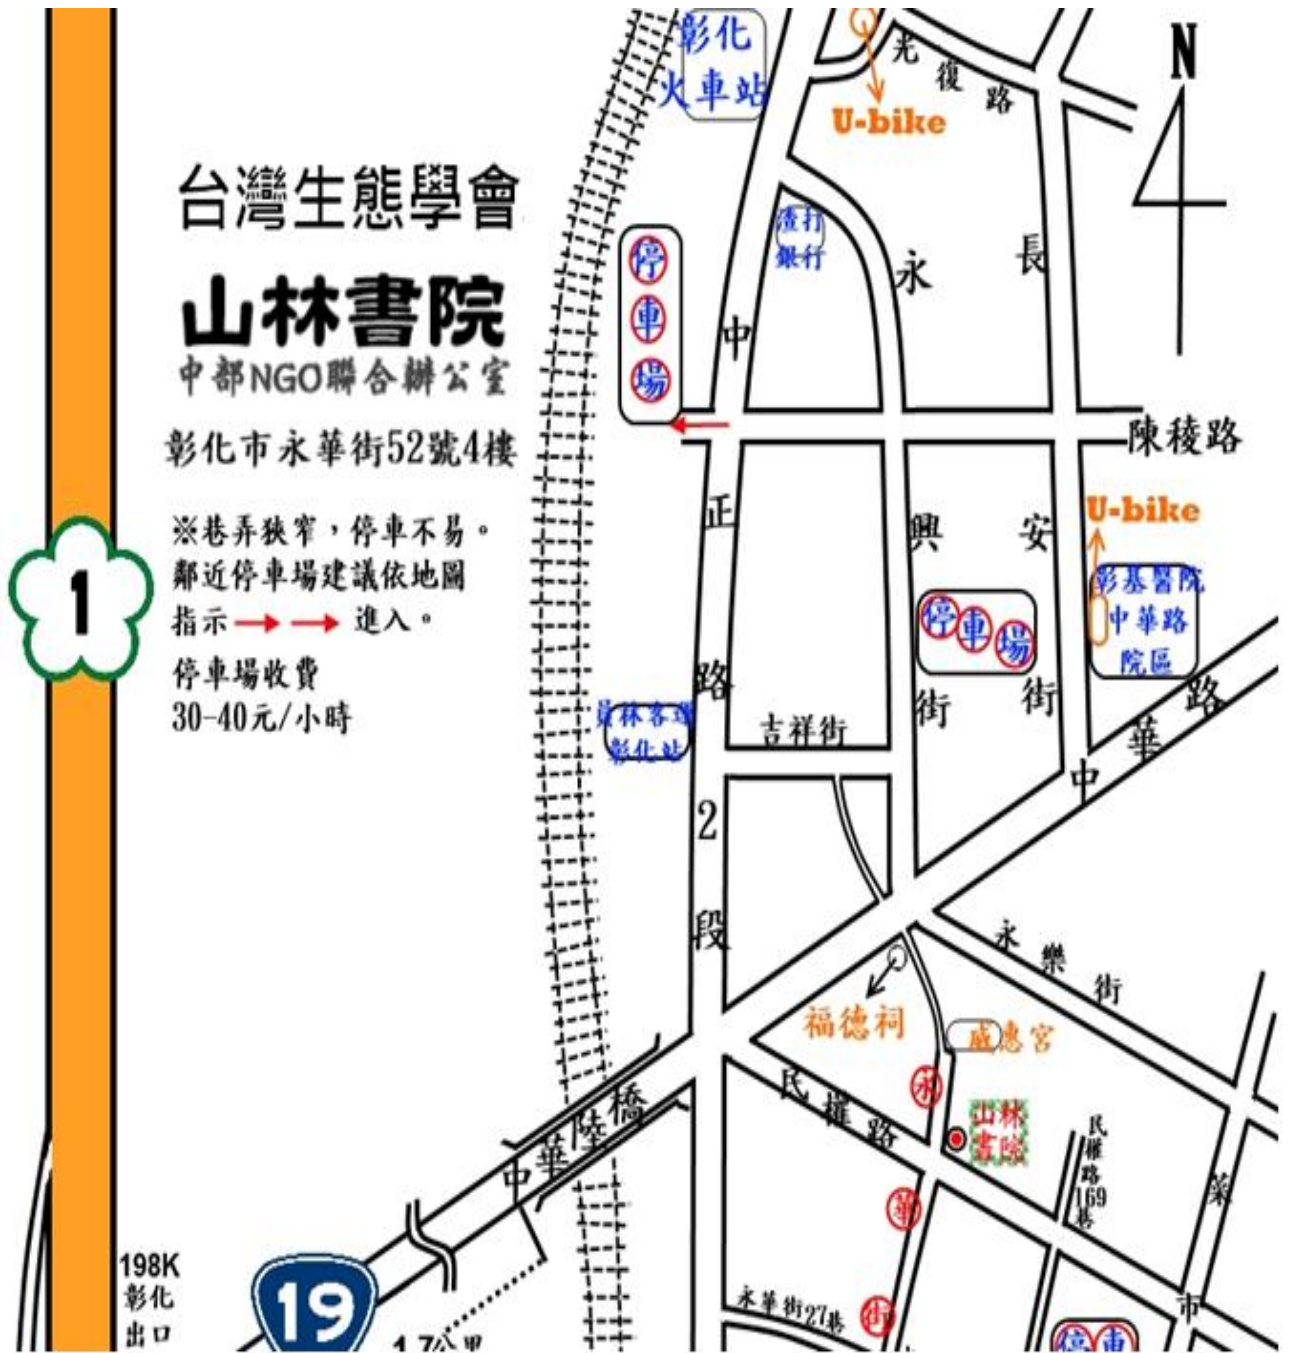 彰化
火車站
光復路
U-bike
N
台灣生態學會
山林書院
中部NGO聯合辦公室
彰化市永華街52號4樓
※巷弄狹窄，停車不易。
鄰近停車場建議依地圖
指示→→進入。
停車場收費
30-40元/小時
1
停車場
渣打
銀行
中正路2段
永興街
長安街
陳稜路
U-bike
彰基醫院
中華路
院區
停車場
員林客運
彰化站
吉祥街
中華路
永樂街
福德祠
威惠宮
民權路
永華街
山林
書院
民權路169巷
中華陸橋
永華街27巷
198K
彰化
出口
19
1.7公里
停車